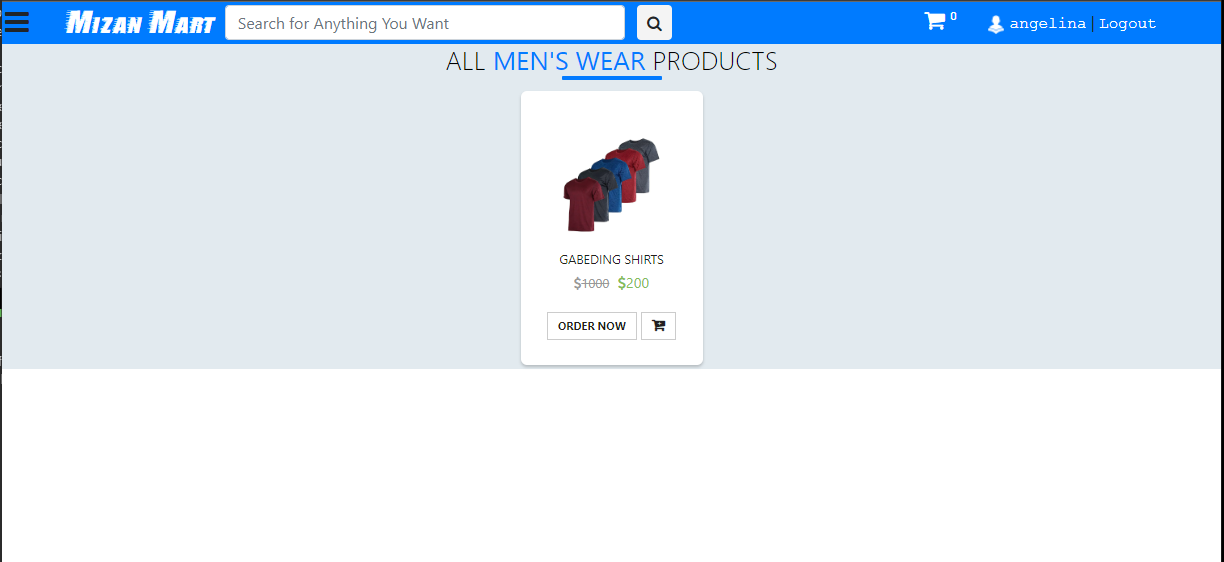 Mizan Mart Search for Anything You Want 0 angelina | Logout
ALL MEN'S WEAR PRODUCTS
GABEDING SHIRTS
$1000 $200
ORDER NOW